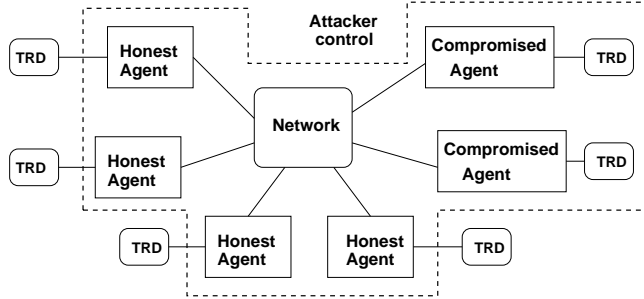 Attacker
control
TRD
Honest
Agent
Compromised
Agent
TRD
Network
TRD
Honest
Agent
Compromised
Agent
TRD
TRD
Honest
Agent
Honest
Agent
TRD